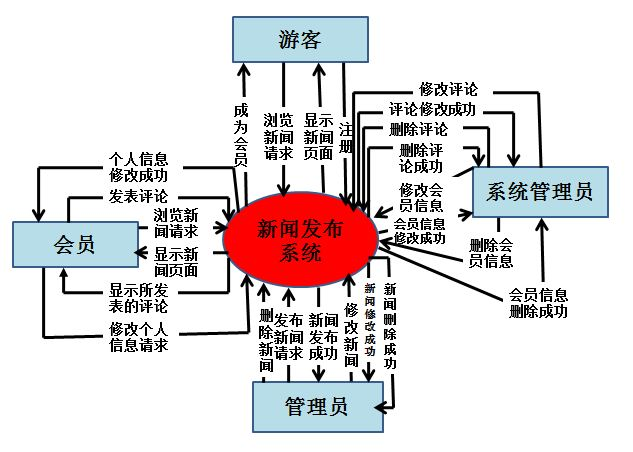 游客
成为会员
浏览新闻请求
显示新闻页面
注册
修改评论
评论修改成功
删除评论
删除评
论成功
修改会
员信息
会员信息
修改成功
删除会
员信息
会员信息
删除成功
系统管理员
个人信息
修改成功
发表评论
浏览新
闻请求
显示新
闻页面
显示所发
表的评论
修改个人
信息请求
会员
新闻发布
系统
删除新闻
发布新闻请求
新闻发布成功
修改新闻
新闻修改成功
新闻删除成功
管理员